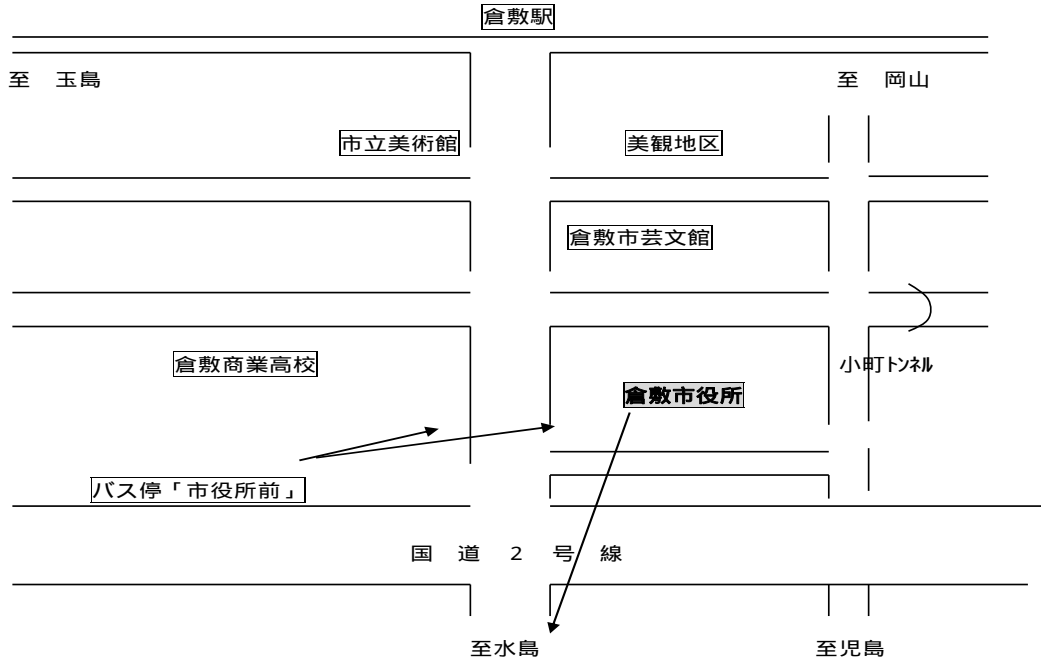 倉敷駅
至　玉島
至　岡山
市立美術館
美観地区
倉敷市芸文館
倉敷商業高校
小町トンネル
倉敷市役所
バス停「市役所前」
国　道　２　号　線
至水島
至児島